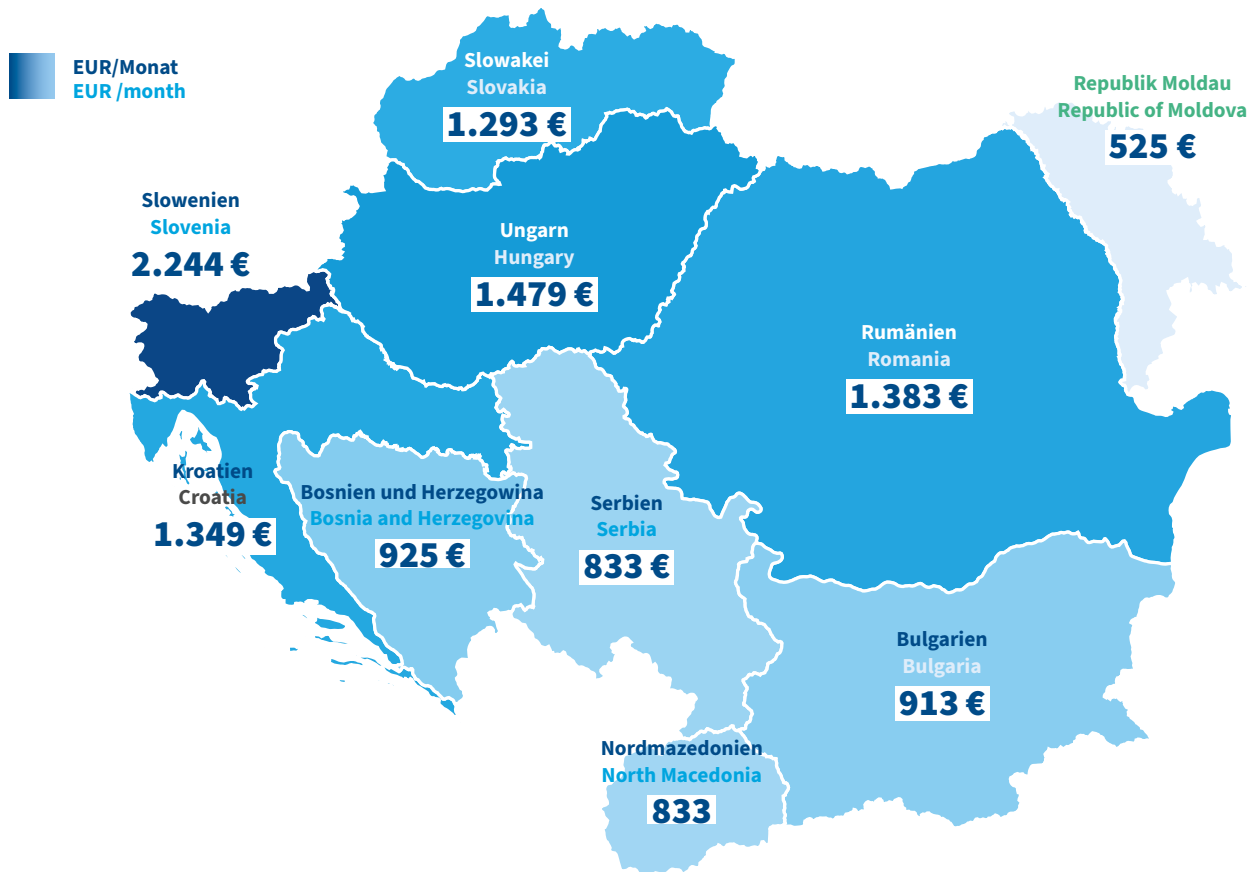 EUR/Monat
EUR /month
Slowakei
Slovakia
1.293 €
Republik Moldau
Republic of Moldova
525 €
Slowenien
Slovenia
2.244 €
Ungarn
Hungary
1.479 €
Rumänien
Romania
1.383 €
Kroatien
Croatia
1.349 €
Bosnien und Herzegowina
Bosnia and Herzegovina
925 €
Serbien
Serbia
833 €
Bulgarien
Bulgaria
913 €
Nordmazedonien
North Macedonia
833